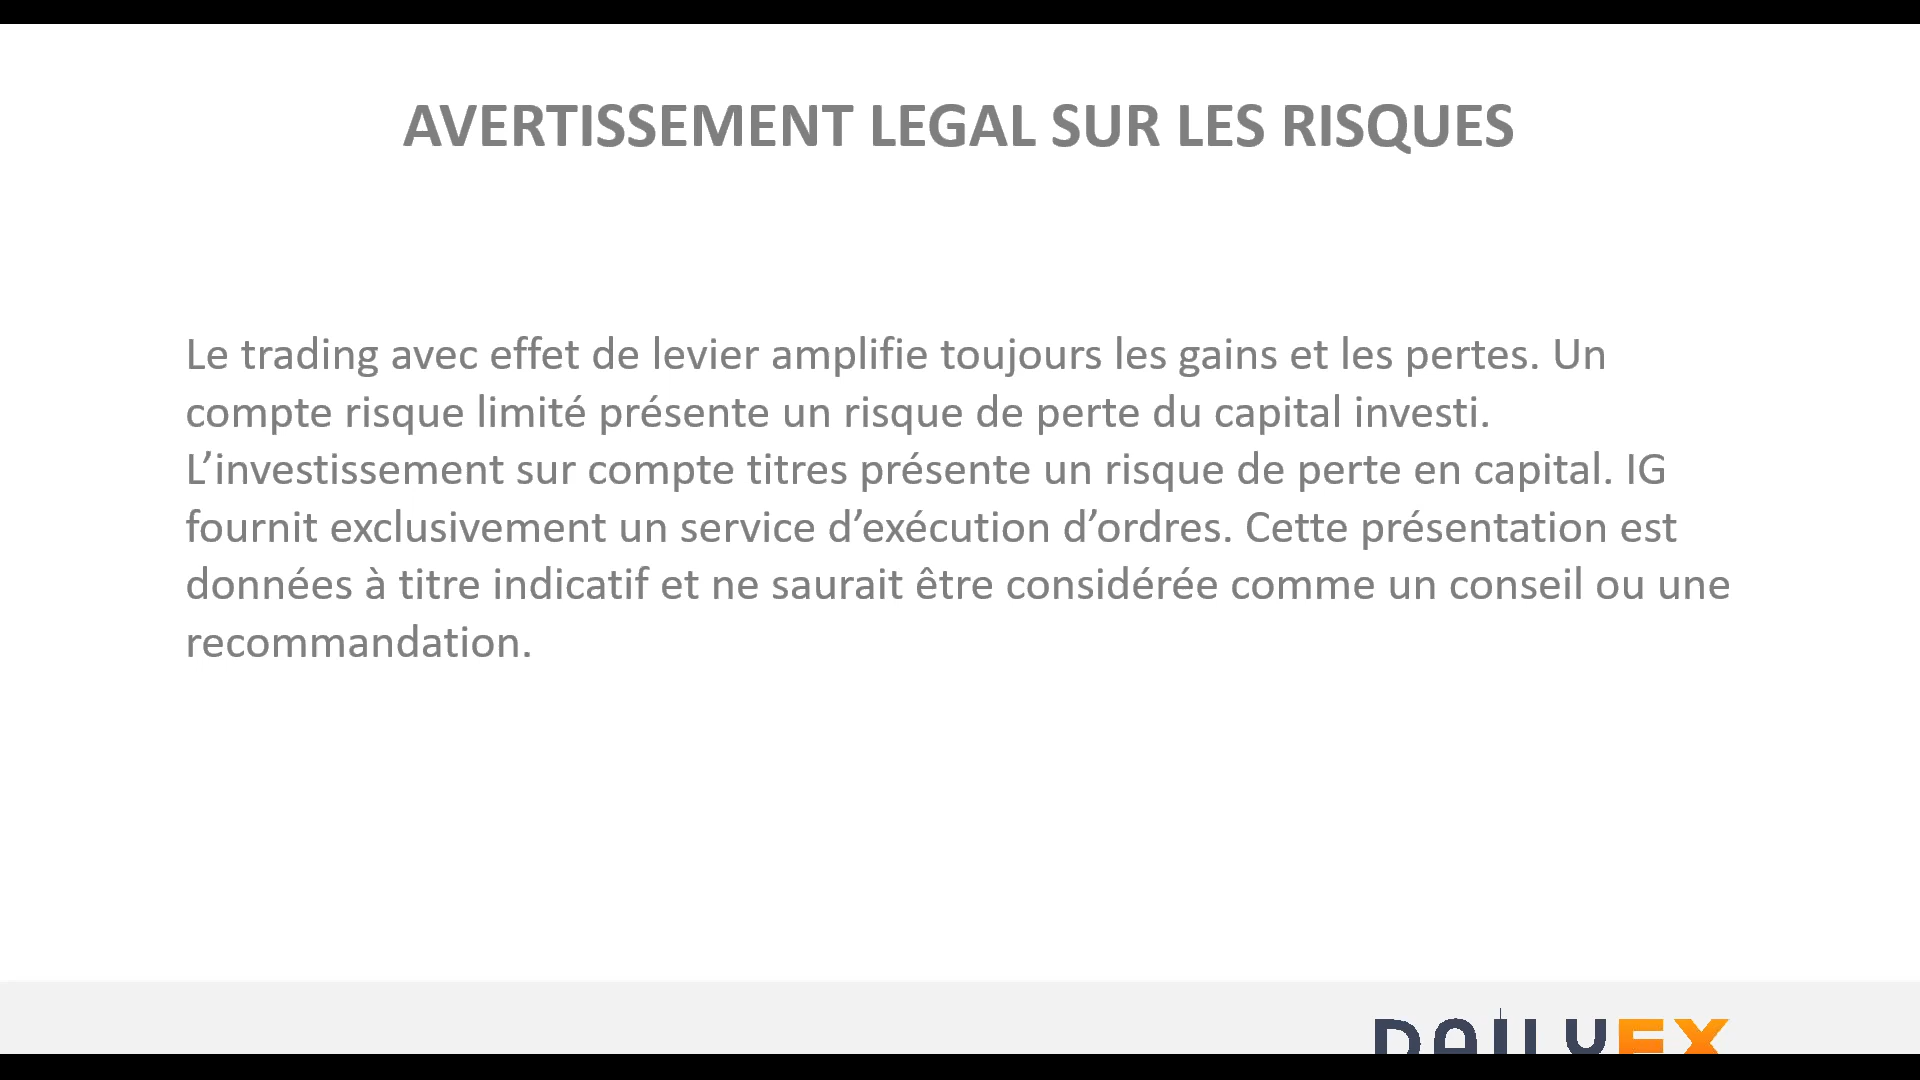 AVERTISSEMENT LEGAL SUR LES RISQUES
Le trading avec effet de levier amplifie toujours les gains et les pertes. Un
compte risque limité présente un risque de perte du capital investi.
L’investissement sur compte titres présente un risque de perte en capital. IG
fournit exclusivement un service d’exécution d’ordres. Cette présentation est
données à titre indicatif et ne saurait être considérée comme un conseil ou une
recommandation.
DAILYFX